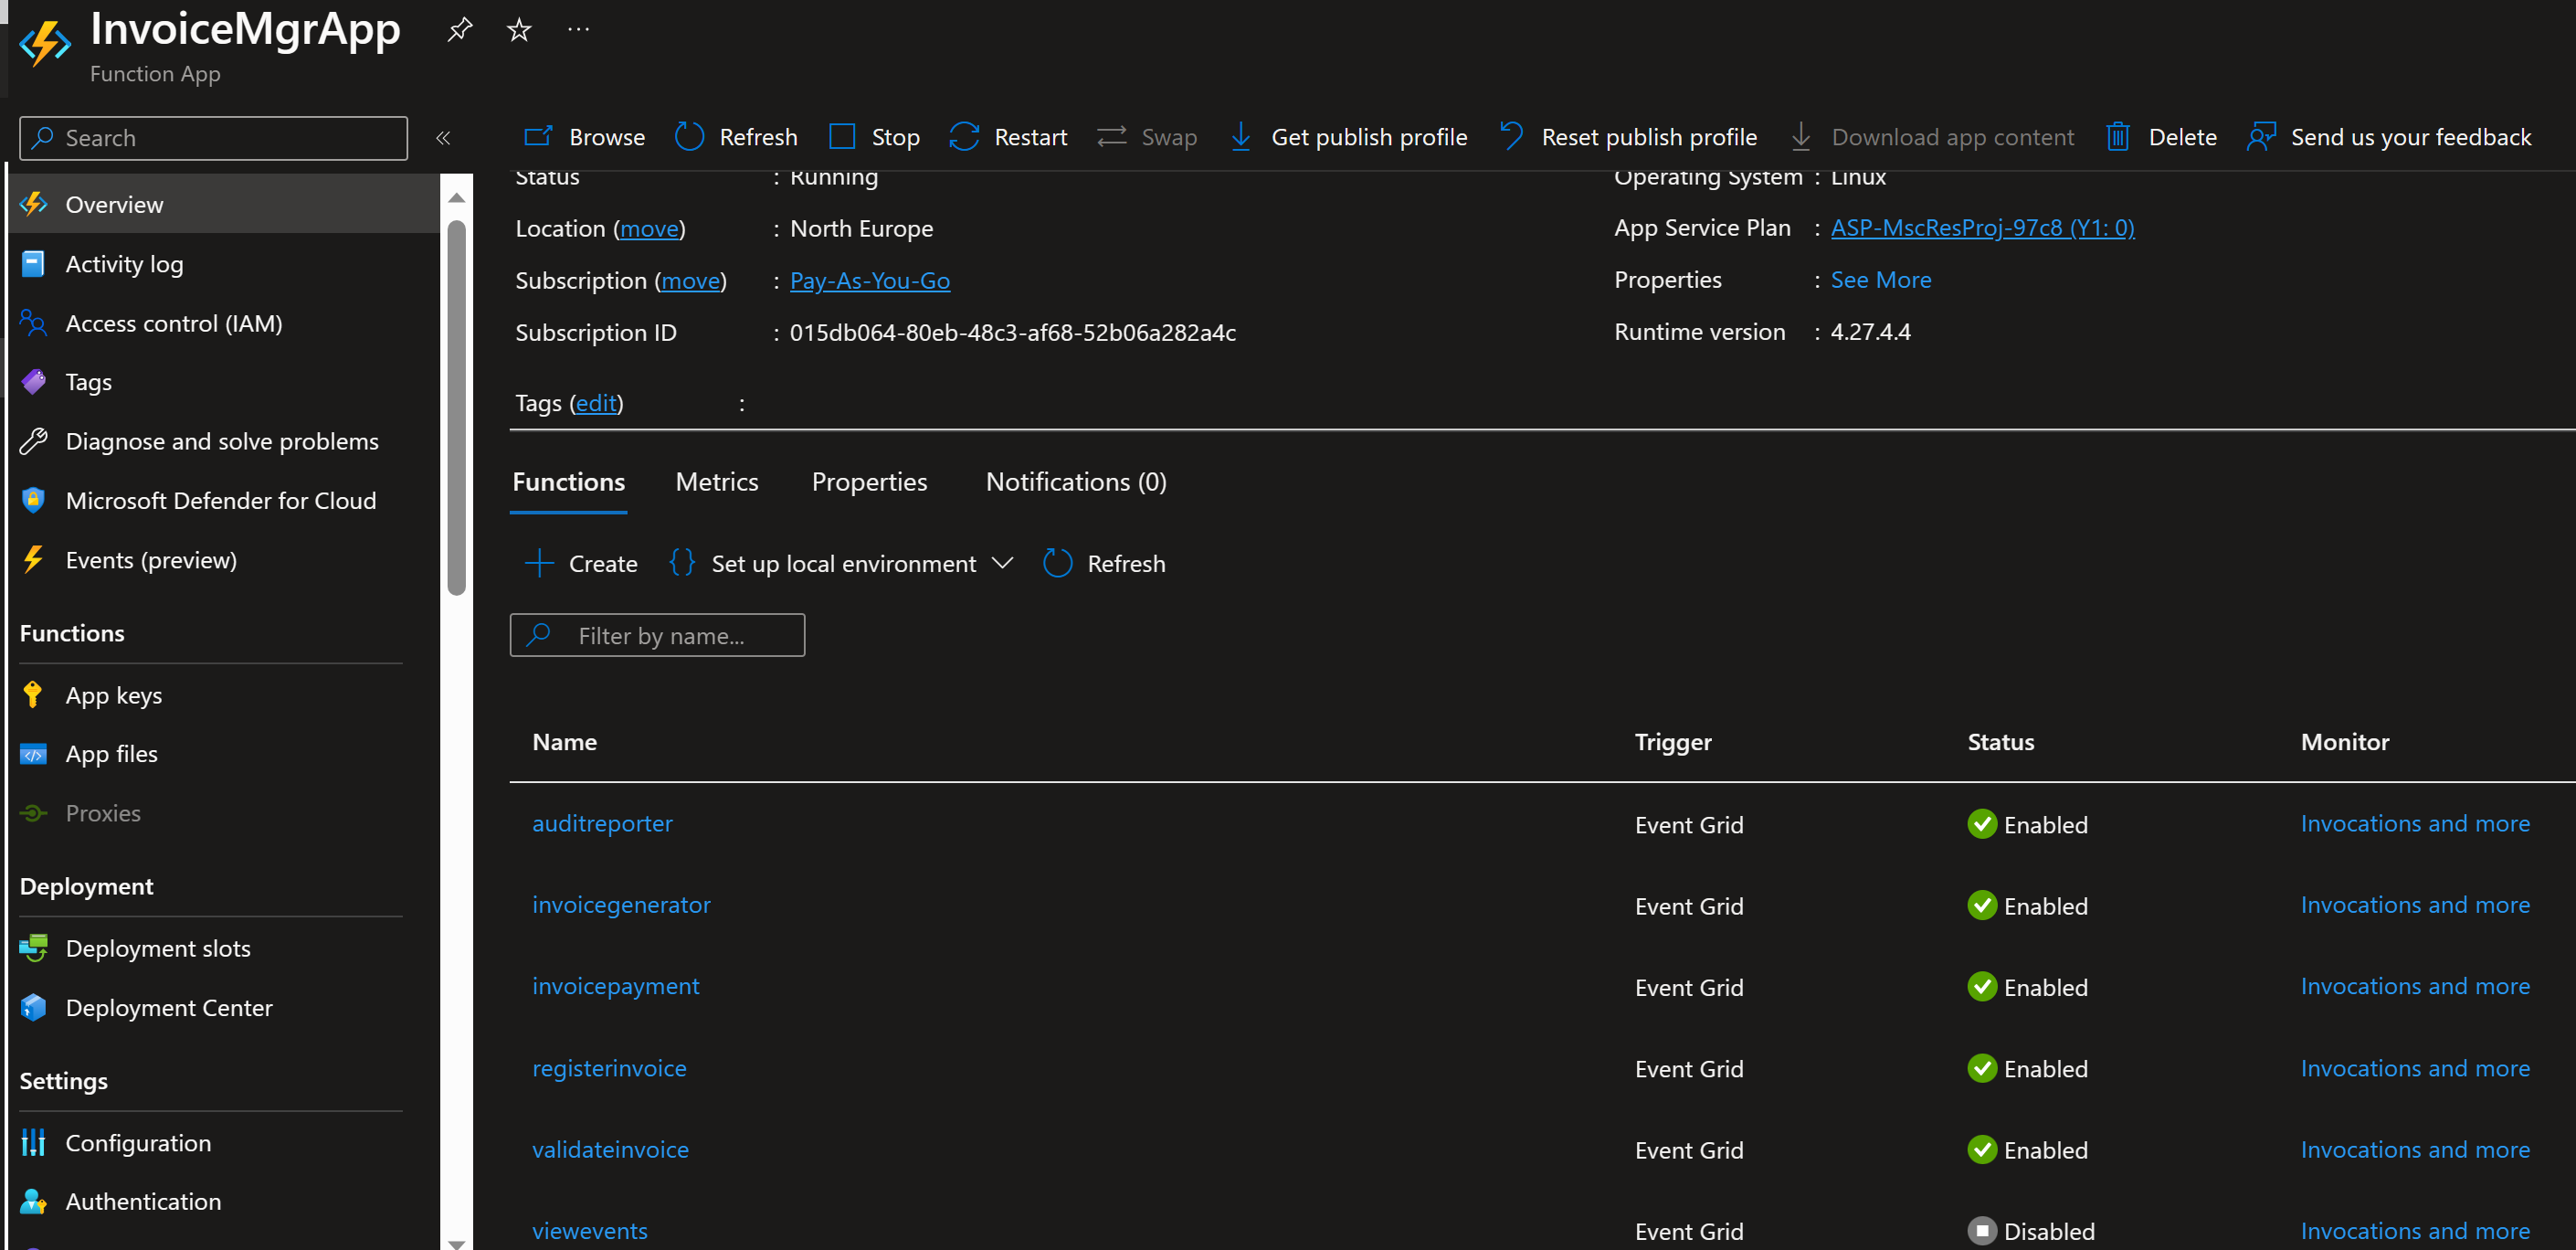 InvoiceMgrApp
Function App
Search
«
Browse Refresh Stop Restart Swap Get publish profile Reset publish profile Download app content Delete Send us your feedback
Overview
Activity log
Access control (IAM)
Tags
Diagnose and solve problems
Microsoft Defender for Cloud
Events (preview)
Functions
App keys
App files
Proxies
Deployment
Deployment slots
Deployment Center
Settings
Configuration
Authentication
Status : Running
Location (move) : North Europe
Subscription (move) : Pay-As-You-Go
Subscription ID : 015db064-80eb-48c3-af68-52b06a282a4c
Operating System : Linux
App Service Plan : ASP-MscResProj-97c8 (Y1: 0)
Properties : See More
Runtime version : 4.27.4.4
Tags (edit) :
Functions Metrics Properties Notifications (0)
Create {} Set up local environment Refresh
Filter by name...
Name Trigger Status Monitor
auditreporter Event Grid Enabled Invocations and more
invoicegenerator Event Grid Enabled Invocations and more
invoicepayment Event Grid Enabled Invocations and more
registerinvoice Event Grid Enabled Invocations and more
validateinvoice Event Grid Enabled Invocations and more
viewevents Event Grid Disabled Invocations and more